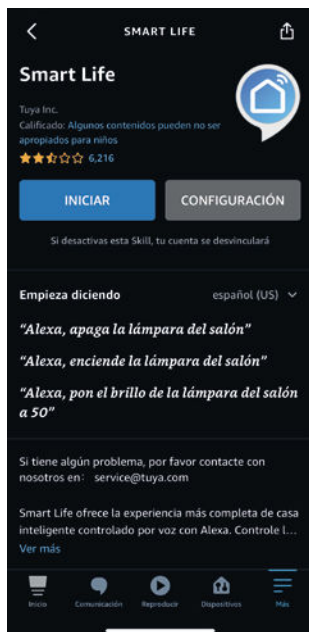 SMART LIFE
Smart Life
Tuya Inc.
Calificado: Algunos contenidos pueden no ser
apropiados para niños
6,216
INICIAR
CONFIGURACIÓN
Si desactivas esta Skill, tu cuenta se desvinculará
Empieza diciendo
español (US)
“Alexa, apaga la lámpara del salón”
“Alexa, enciende la lámpara del salón”
“Alexa, pon el brillo de la lámpara del salón
a 50”
Si tiene algún problema, por favor contacte con
nosotros en: service@tuya.com
Smart Life ofrece la experiencia más completa de casa
inteligente controlado por voz con Alexa. Controle l...
Ver más
Inicio
Comunicación
Reproducir
Dispositivos
Más